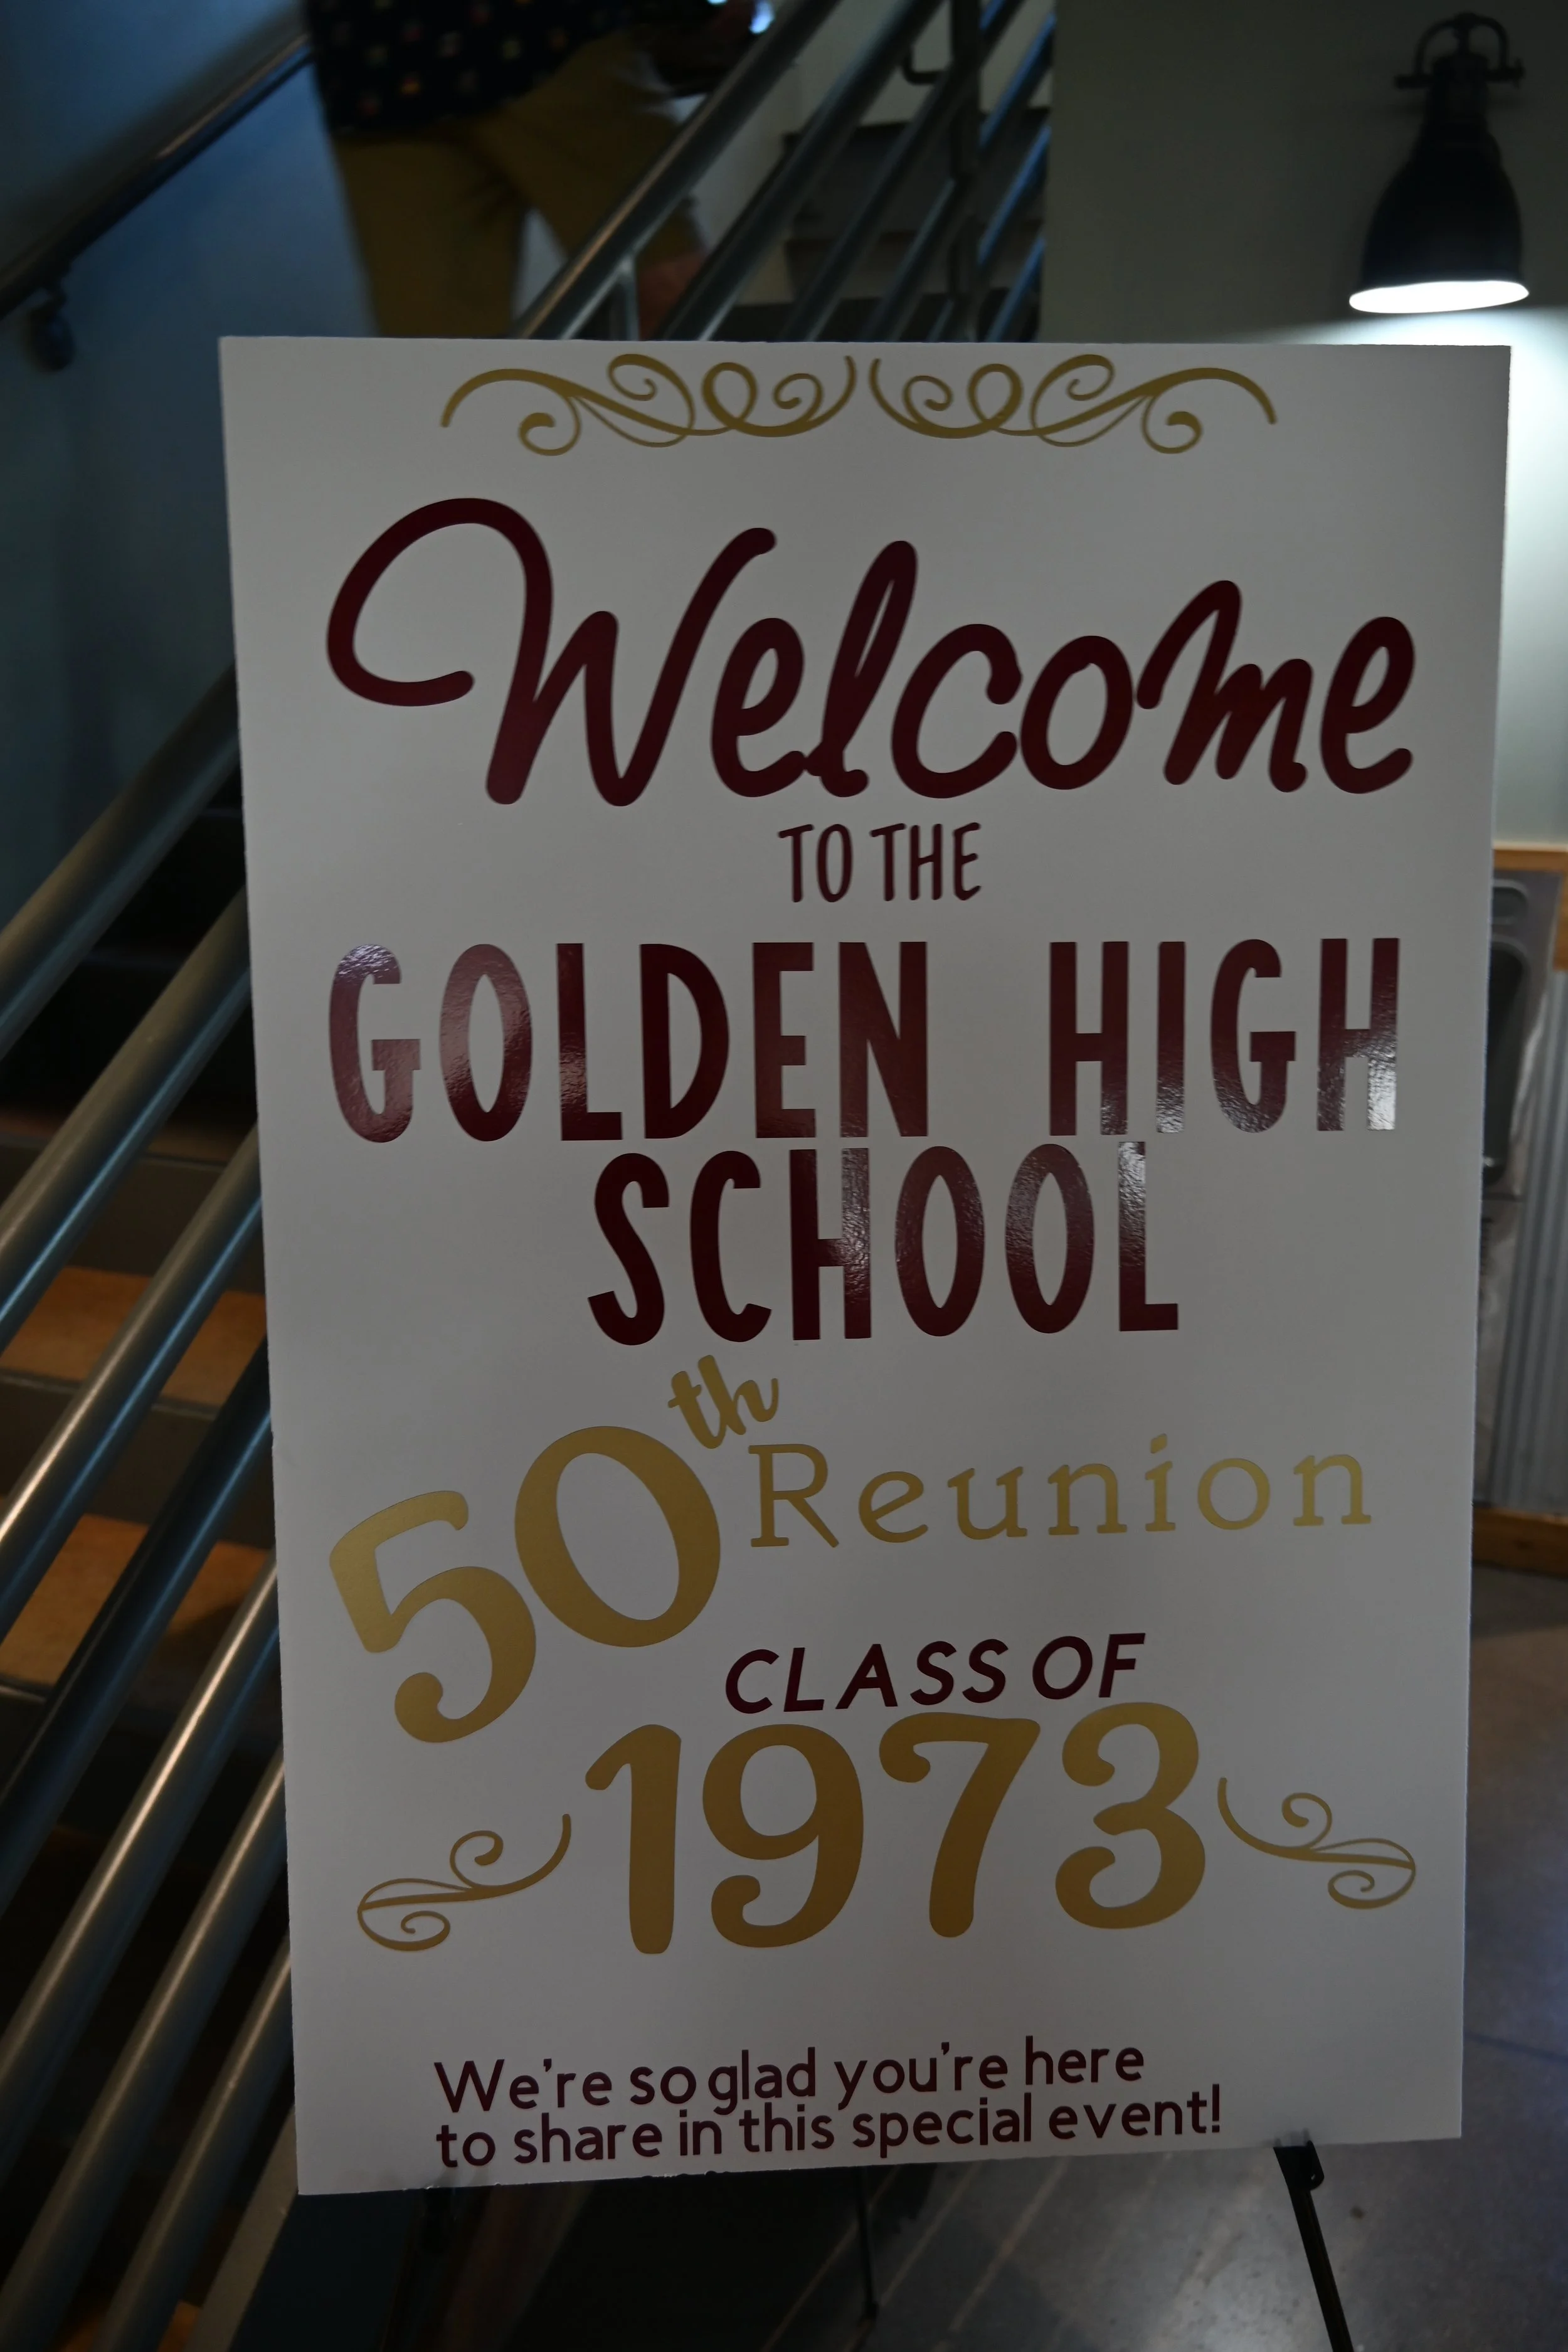 Welcome
TO THE
GOLDEN HIGH
SCHOOL
50th Reunion
CLASS OF
1973
We're so glad you're here
to share in this special event!